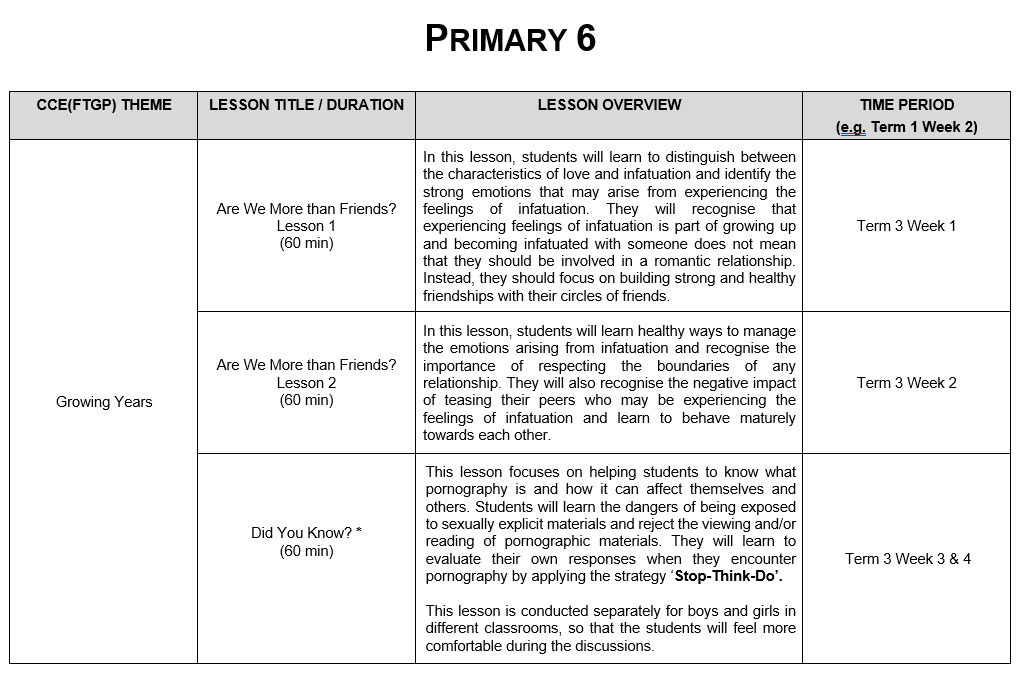 PRIMARY 6
CCE(FTGP) THEME
LESSON TITLE / DURATION
LESSON OVERVIEW
TIME PERIOD
(e.g. Term 1 Week 2)
Growing Years
Are We More than Friends?
Lesson 1
(60 min)
In this lesson, students will learn to distinguish between
the characteristics of love and infatuation and identify the
strong emotions that may arise from experiencing the
feelings of infatuation. They will recognise that
experiencing feelings of infatuation is part of growing up
and becoming infatuated with someone does not mean
that they should be involved in a romantic relationship.
Instead, they should focus on building strong and healthy
friendships with their circles of friends.
Term 3 Week 1
Are We More than Friends?
Lesson 2
(60 min)
In this lesson, students will learn healthy ways to manage
the emotions arising from infatuation and recognise the
importance of respecting the boundaries of any
relationship. They will also recognise the negative impact
of teasing their peers who may be experiencing the
feelings of infatuation and learn to behave maturely
towards each other.
Term 3 Week 2
Did You Know? *
(60 min)
This lesson focuses on helping students to know what
pornography is and how it can affect themselves and
others. Students will learn the dangers of being exposed
to sexually explicit materials and reject the viewing and/or
reading of pornographic materials. They will learn to
evaluate their own responses when they encounter
pornography by applying the strategy ‘Stop-Think-Do’.
This lesson is conducted separately for boys and girls in
different classrooms, so that the students will feel more
comfortable during the discussions.
Term 3 Week 3 & 4